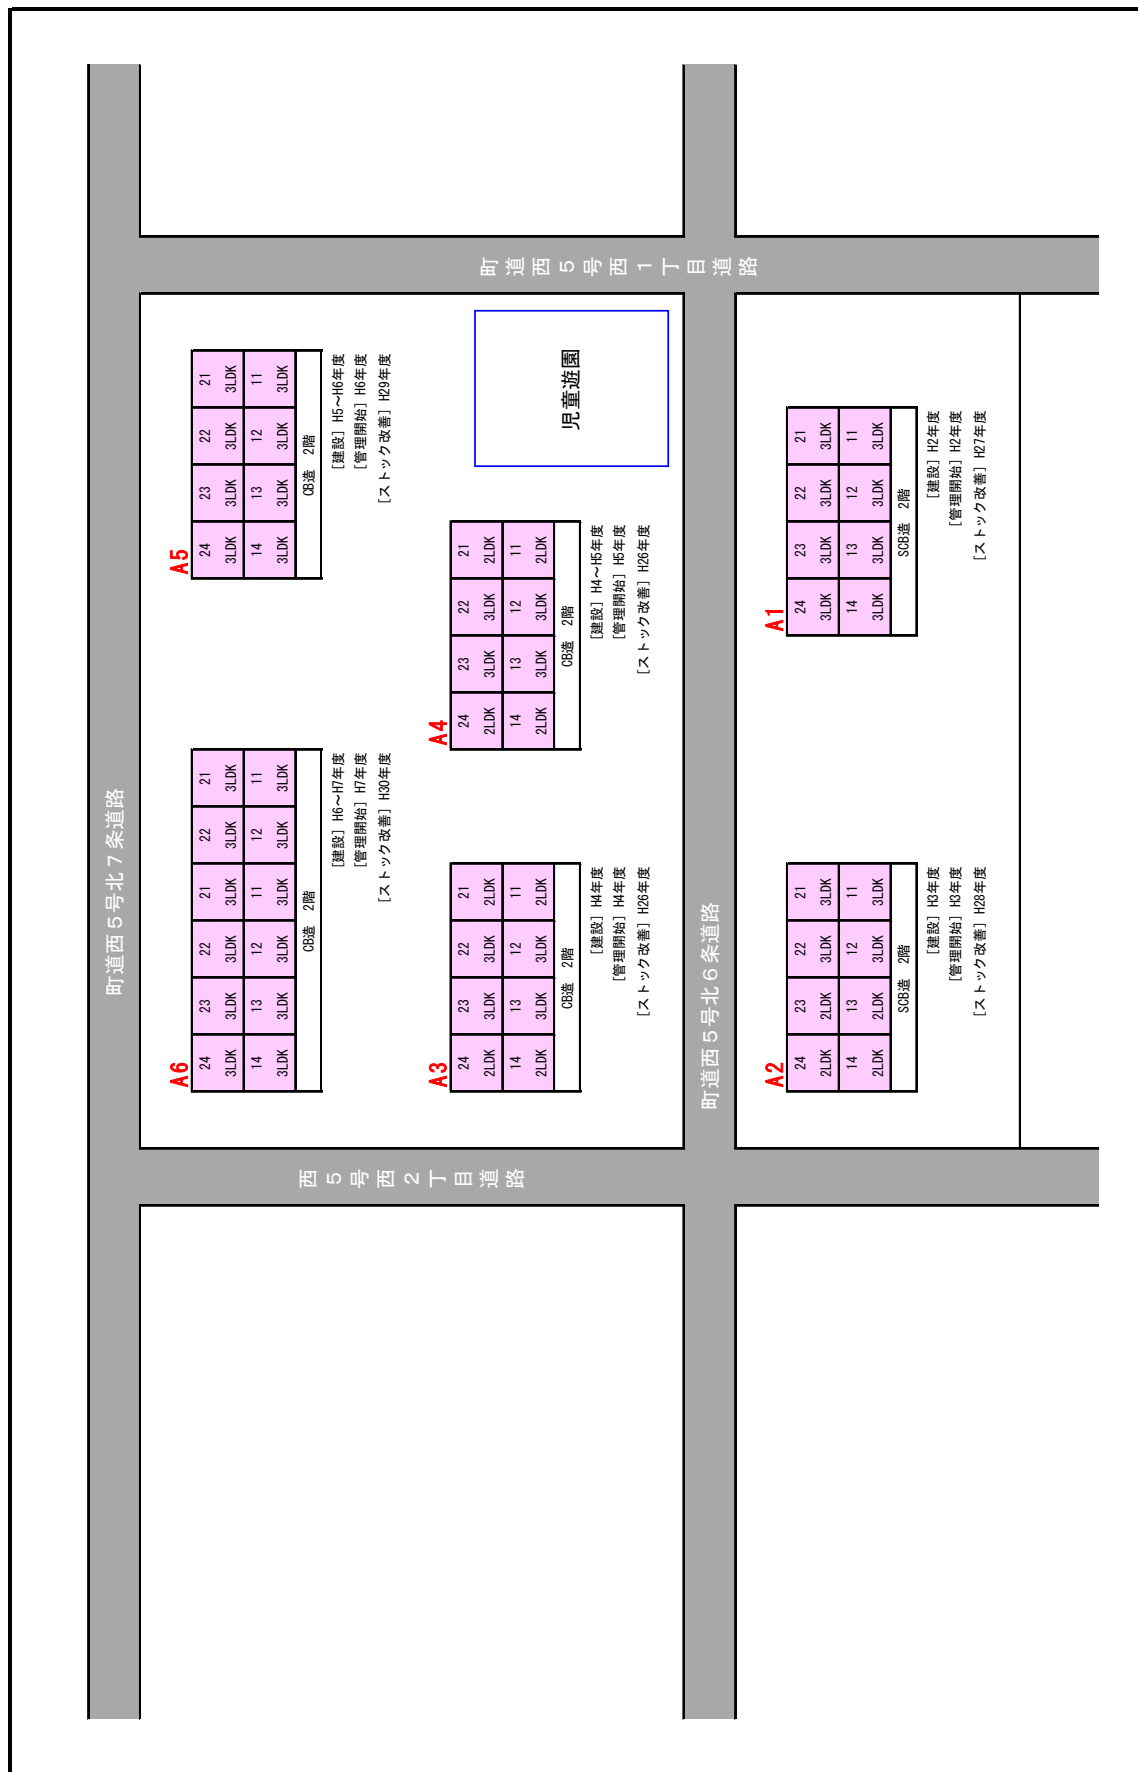 町道西５号北７条道路
A6
24 23 22 21 22 21
3LDK 3LDK 3LDK 3LDK 3LDK 3LDK
14 13 12 11 12 11
3LDK 3LDK 3LDK 3LDK 3LDK 3LDK
CB造 2階
[建設] H6～H7年度
[管理開始] H7年度
[ストック改善] H30年度
A5
24 23 22 21
3LDK 3LDK 3LDK 3LDK
14 13 12 11
3LDK 3LDK 3LDK 3LDK
CB造 2階
[建設] H5～H6年度
[管理開始] H6年度
[ストック改善] H29年度
西５号西２丁目道路
A3
24 23 22 21
2LDK 3LDK 3LDK 2LDK
14 13 12 11
2LDK 3LDK 3LDK 2LDK
CB造 2階
[建設] H4年度
[管理開始] H4年度
[ストック改善] H26年度
A4
24 23 22 21
2LDK 3LDK 3LDK 2LDK
14 13 12 11
2LDK 3LDK 3LDK 2LDK
CB造 2階
[建設] H4～H5年度
[管理開始] H5年度
[ストック改善] H26年度
児童遊園
町道西５号西１丁目道路
町道西５号北６条道路
A2
24 23 22 21
2LDK 2LDK 3LDK 3LDK
14 13 12 11
2LDK 2LDK 3LDK 3LDK
SCB造 2階
[建設] H3年度
[管理開始] H3年度
[ストック改善] H28年度
A1
24 23 22 21
3LDK 3LDK 3LDK 3LDK
14 13 12 11
3LDK 3LDK 3LDK 3LDK
SCB造 2階
[建設] H2年度
[管理開始] H2年度
[ストック改善] H27年度